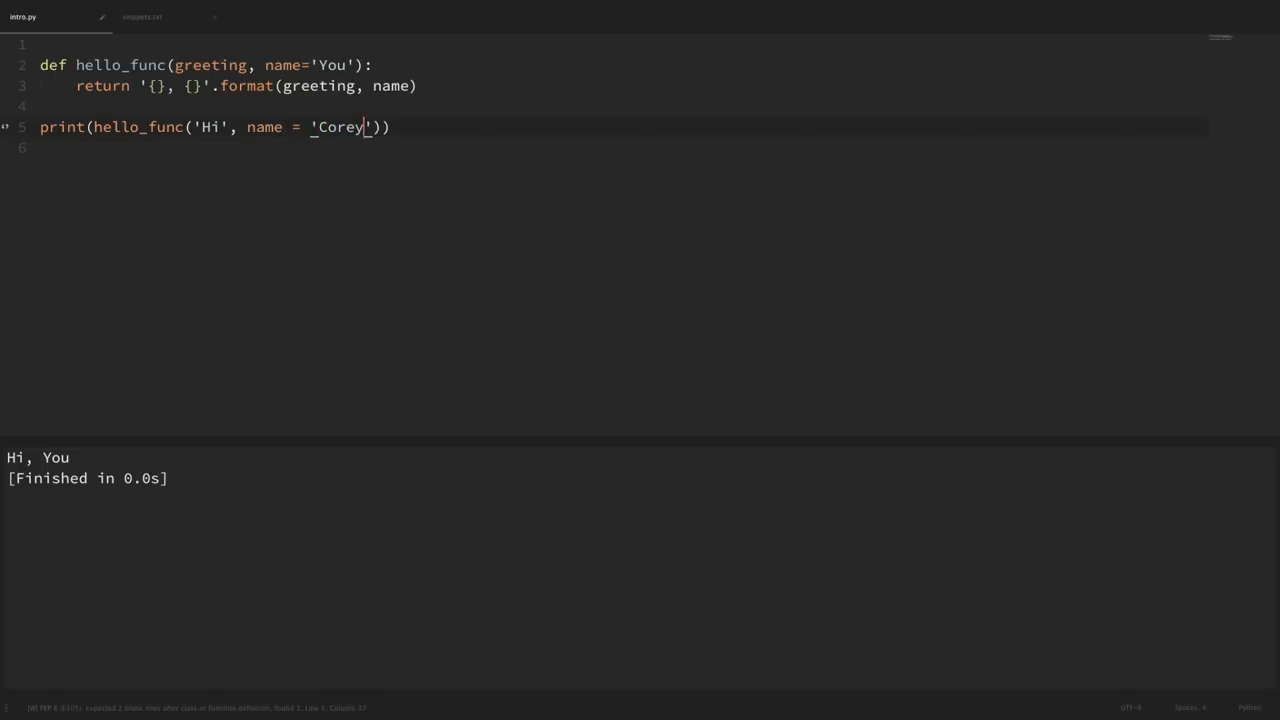 intro.py
snippets.txt
1
2 def hello_func(greeting, name='You'):
3 return '{}, {}'.format(greeting, name)
4
5 print(hello_func('Hi', name = 'Corey'))
6
Hi, You
[Finished in 0.0s]
[W] PEP 8 (E305): expected 2 blank lines after class or function definition, found 1, Line 5, Column 37
UTF-8
Spaces: 4
Python